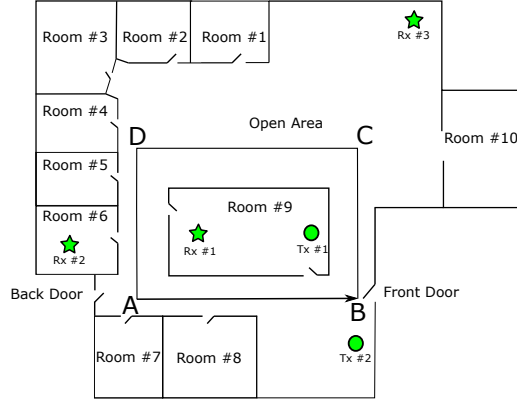 Room #3
Room #2
Room #1
Rx #3
Room #4
D
Open Area
C
Room #10
Room #5
Room #6
Room #9
Rx #1
Tx #1
Rx #2
Back Door
A
B
Front Door
Room #7
Room #8
Tx #2